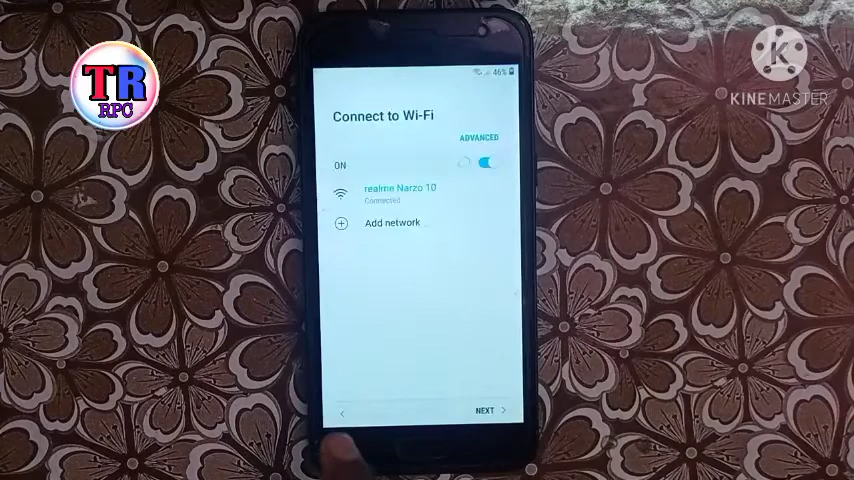 TR
RPC
KINEMASTER
46%
Connect to Wi-Fi
ADVANCED
ON
realme Narzo 10
Connected
Add network
NEXT